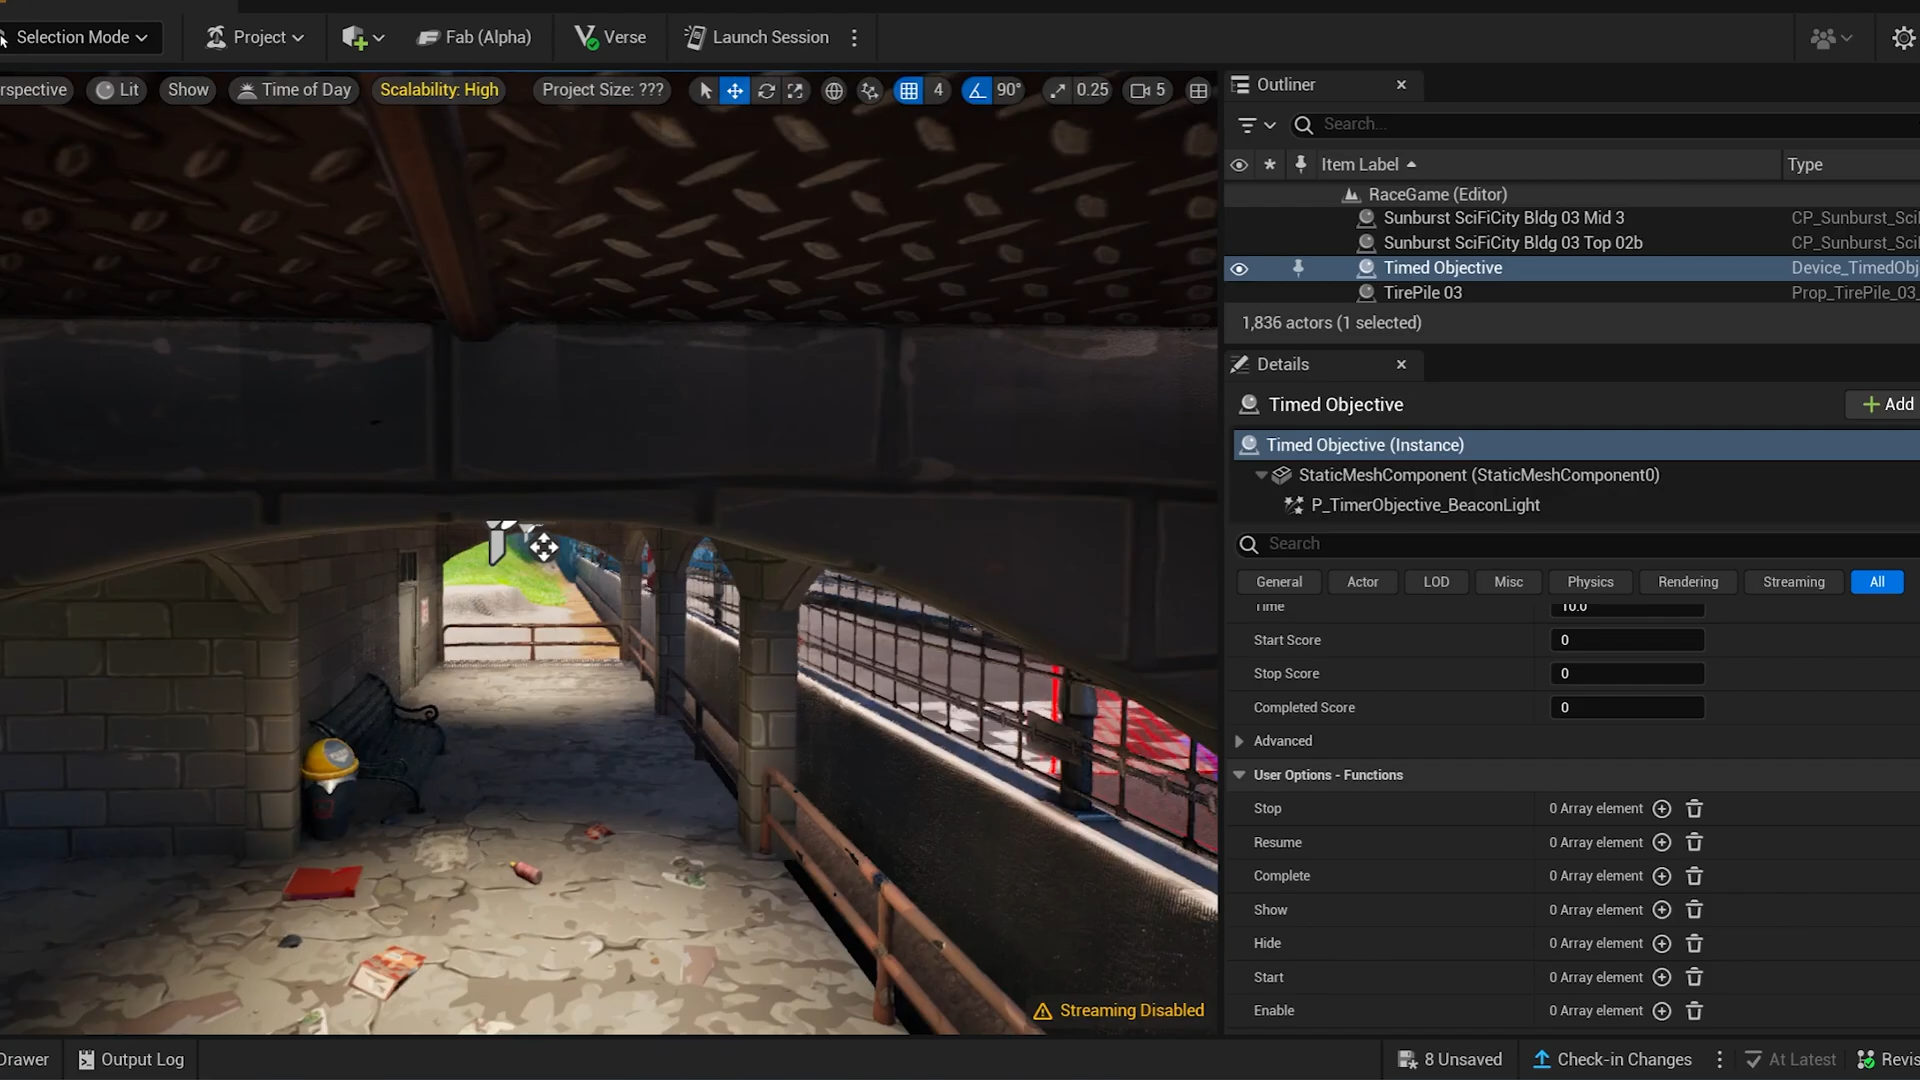 Selection Mode
Project
Fab (Alpha)
Verse
Launch Session
rspective
Lit
Show
Time of Day
Scalability: High
Project Size: ???
4
90°
0.25
5
Outliner
Search...
Item Label
Type
RaceGame (Editor)
Sunburst SciFiCity Bldg 03 Mid 3
CP_Sunburst_Sci
Sunburst SciFiCity Bldg 03 Top 02b
CP_Sunburst_Sci
Timed Objective
Device_TimedObj
TirePile 03
Prop_TirePile_03_
1,836 actors (1 selected)
Details
Timed Objective
Add
Timed Objective (Instance)
StaticMeshComponent (StaticMeshComponent0)
P_TimerObjective_BeaconLight
Search
General
Actor
LOD
Misc
Physics
Rendering
Streaming
All
Time
10.0
Start Score
0
Stop Score
0
Completed Score
0
Advanced
User Options - Functions
Stop
0 Array element
Resume
0 Array element
Complete
0 Array element
Show
0 Array element
Hide
0 Array element
Start
0 Array element
Enable
0 Array element
Streaming Disabled
Drawer
Output Log
8 Unsaved
Check-in Changes
At Latest
Revis